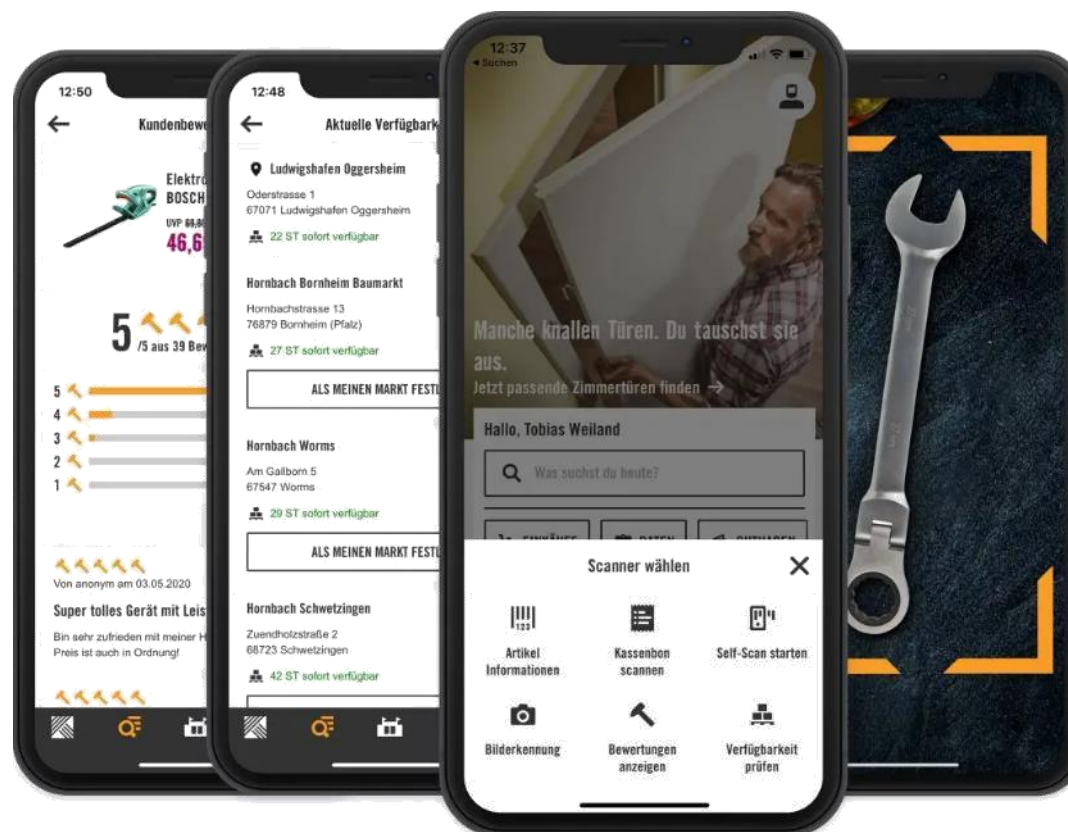 12:50
Kundenbewe
Elektro
BOSCH
UVP
46,6
5
/5 aus 39 Bew
5
4
3
2
1
Von anonym am 03.05.2020
Super tolles Gerät mit Leis
Bin sehr zufrieden mit meiner H
Preis ist auch in Ordnung!
12:48
Aktuelle Verfügbark
Ludwigshafen Oggersheim
Oderstrasse 1
67071 Ludwigshafen Oggersheim
22 ST sofort verfügbar
Hornbach Bornheim Baumarkt
Hornbachstrasse 13
76879 Bornheim (Pfalz)
27 ST sofort verfügbar
ALS MEINEN MARKT FESTL
Hornbach Worms
Am Gallborn 5
67547 Worms
29 ST sofort verfügbar
ALS MEINEN MARKT FESTL
Hornbach Schwetzingen
Zuendholzstraße 2
68723 Schwetzingen
42 ST sofort verfügbar
12:37
Suchen
Manche knallen Türen. Du tauschst sie
aus.
Jetzt passende Zimmertüren finden →
Hallo, Tobias Weiland
Was suchst du heute?
Scanner wählen
123
Artikel
Informationen
Kassenbon
scannen
Self-Scan starten
Bilderkennung
Bewertungen
anzeigen
Verfügbarkeit
prüfen